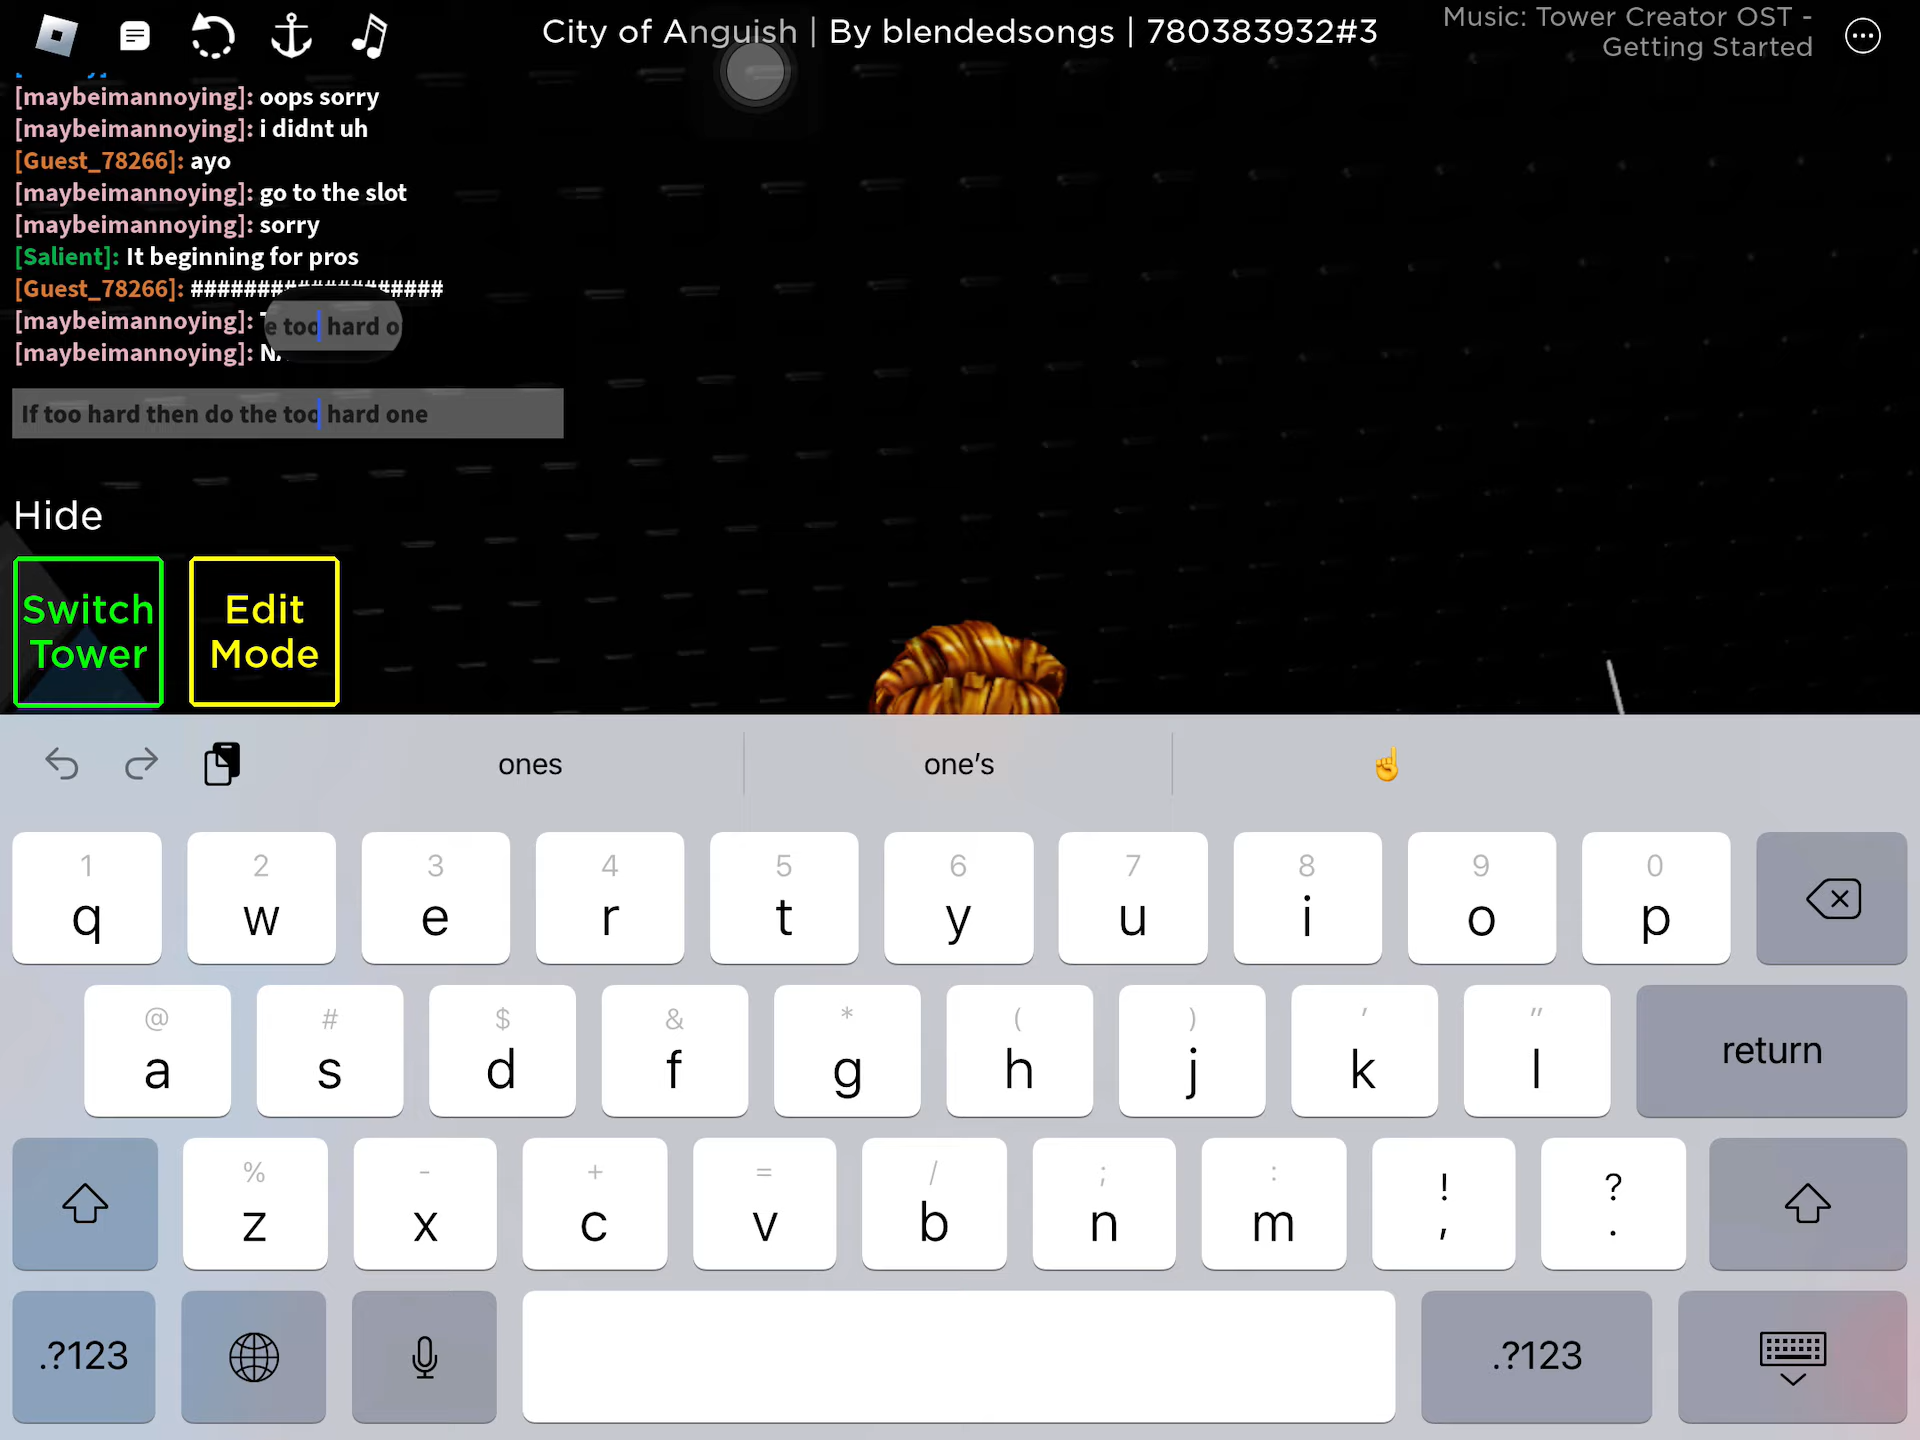 City of Anguish | By blendedsongs | 780383932#3
Music: Tower Creator OST -
Getting Started
[maybeimannoying]: oops sorry
[maybeimannoying]: i didnt uh
[Guest_78266]: ayo
[maybeimannoying]: go to the slot
[maybeimannoying]: sorry
[Salient]: It beginning for pros
[Guest_78266]: ###################
[maybeimannoying]:
e too hard o
[maybeimannoying]:
If too hard then do the too hard one
Hide
Switch
Tower
Edit
Mode
ones
one’s
☝️
1 2 3 4 5 6 7 8 9 0
q w e r t y u i o p
@ # $ & * ( ) ' "
a s d f g h j k l return
% - + = / ; : ! ?
z x c v b n m , .
.?123 .?123